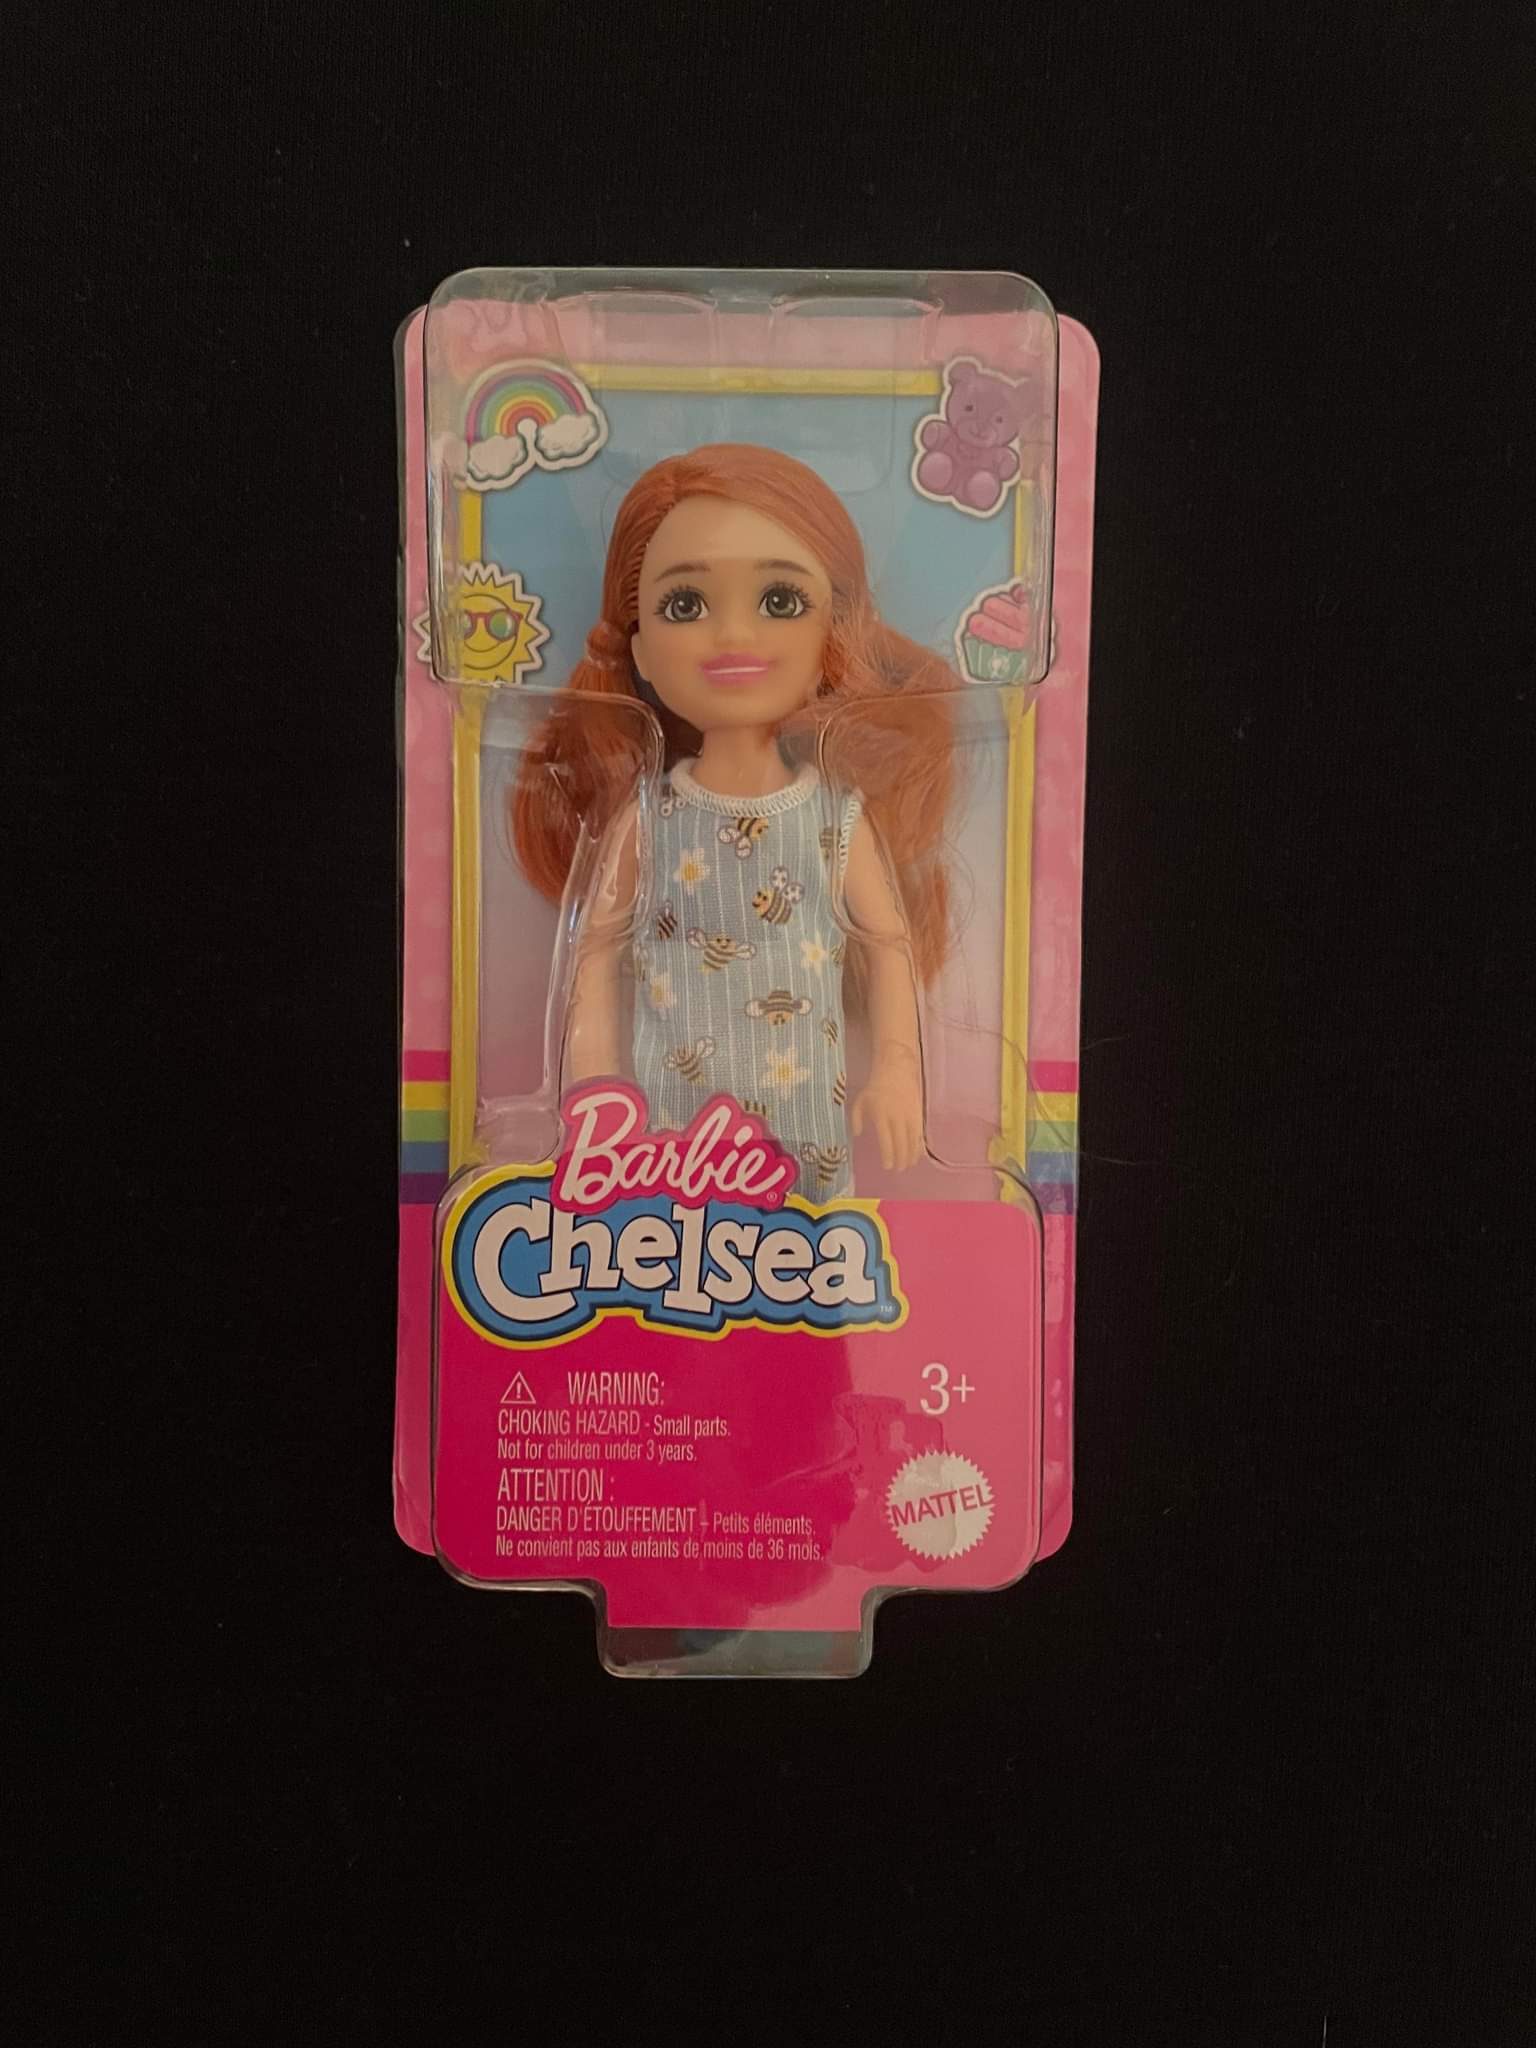 Barbie®
Chelsea™
3+
⚠ WARNING:
CHOKING HAZARD - Small parts.
Not for children under 3 years.
ATTENTION :
DANGER D'ÉTOUFFEMENT – Petits éléments.
Ne convient pas aux enfants de moins de 36 mois.
MATTEL